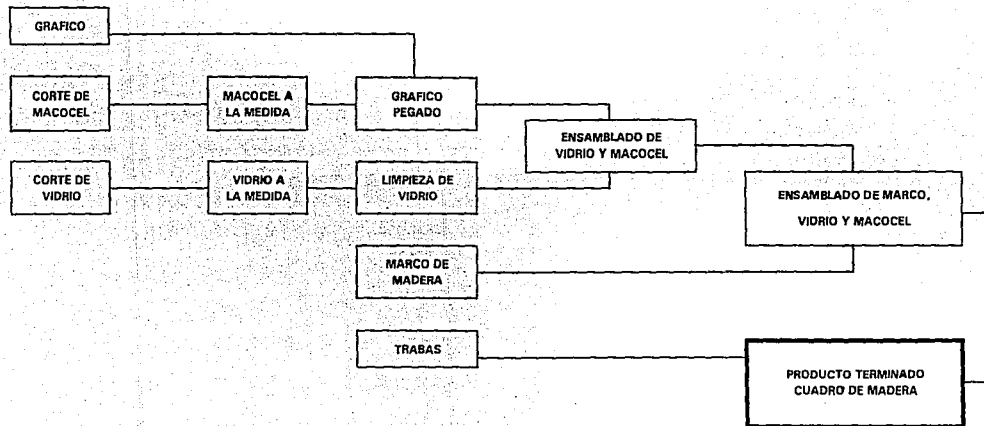 GRAFICO
CORTE DE
MACOCEL
MACOCEL A
LA MEDIDA
GRAFICO
PEGADO
ENSAMBLADO DE
VIDRIO Y MACOCEL
CORTE DE
VIDRIO
VIDRIO A
LA MEDIDA
LIMPIEZA DE
VIDRIO
ENSAMBLADO DE MARCO,
VIDRIO Y MACOCEL
MARCO DE
MADERA
TRABAS
PRODUCTO TERMINADO
CUADRO DE MADERA